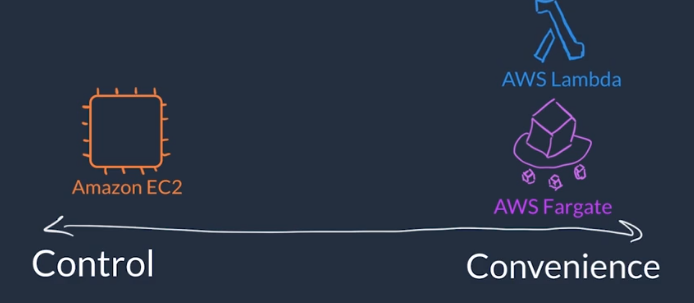 AWS Lambda
Amazon EC2
AWS Fargate
Control
Convenience